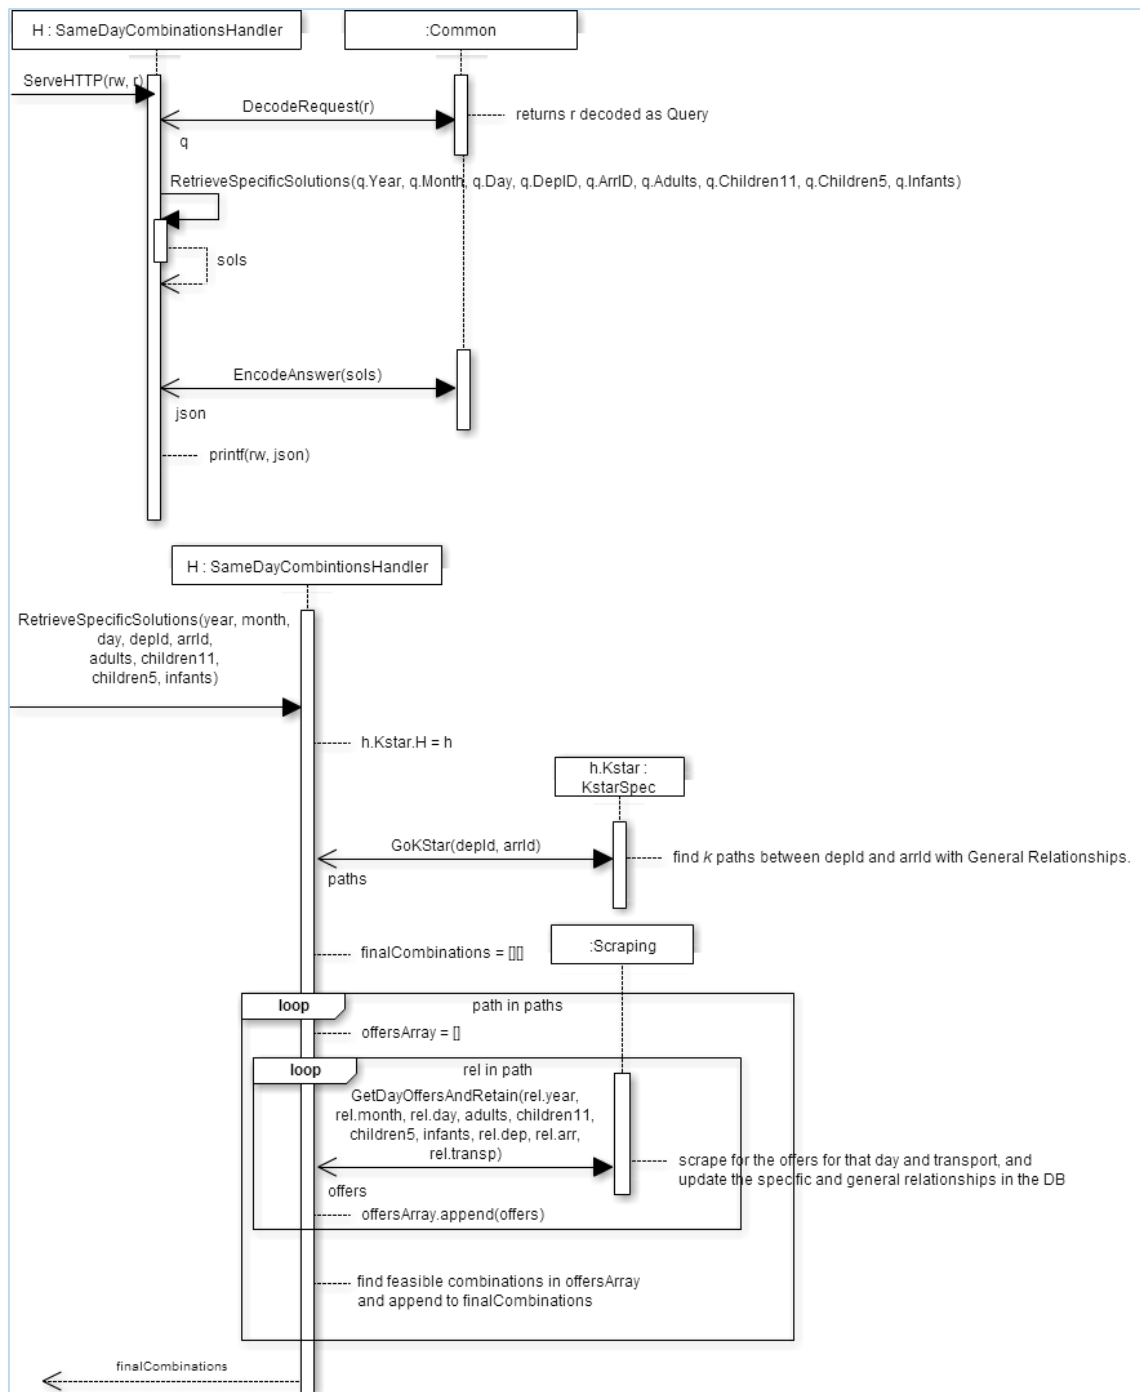 H : SameDayCombinationsHandler
:Common
ServeHTTP(rw, r)
DecodeRequest(r)
returns r decoded as Query
q
RetrieveSpecificSolutions(q.Year, q.Month, q.Day, q.DepID, q.ArrID, q.Adults, q.Children11, q.Children5, q.Infants)
sols
EncodeAnswer(sols)
json
printf(rw, json)
H : SameDayCombintionsHandler
RetrieveSpecificSolutions(year, month,
day, depId, arrId,
adults, children11,
children5, infants)
h.Kstar.H = h
h.Kstar :
KstarSpec
GoKStar(depId, arrId)
find k paths between depId and arrId with General Relationships.
paths
:Scraping
finalCombinations = [][]
loop
path in paths
offersArray = []
loop
rel in path
GetDayOffersAndRetain(rel.year,
rel.month, rel.day, adults, children11,
children5, infants, rel.dep, rel.arr,
rel.transp)
scrape for the offers for that day and transport, and
update the specific and general relationships in the DB
offers
offersArray.append(offers)
find feasible combinations in offersArray
and append to finalCombinations
finalCombinations